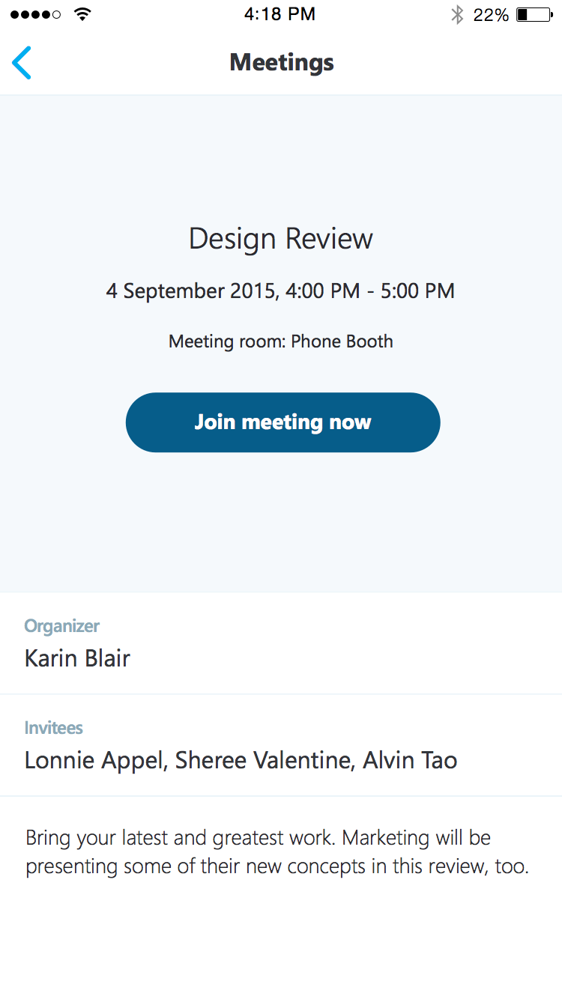 4:18 PM 22%
Meetings
Design Review
4 September 2015, 4:00 PM - 5:00 PM
Meeting room: Phone Booth
Join meeting now
Organizer
Karin Blair
Invitees
Lonnie Appel, Sheree Valentine, Alvin Tao
Bring your latest and greatest work. Marketing will be
presenting some of their new concepts in this review, too.